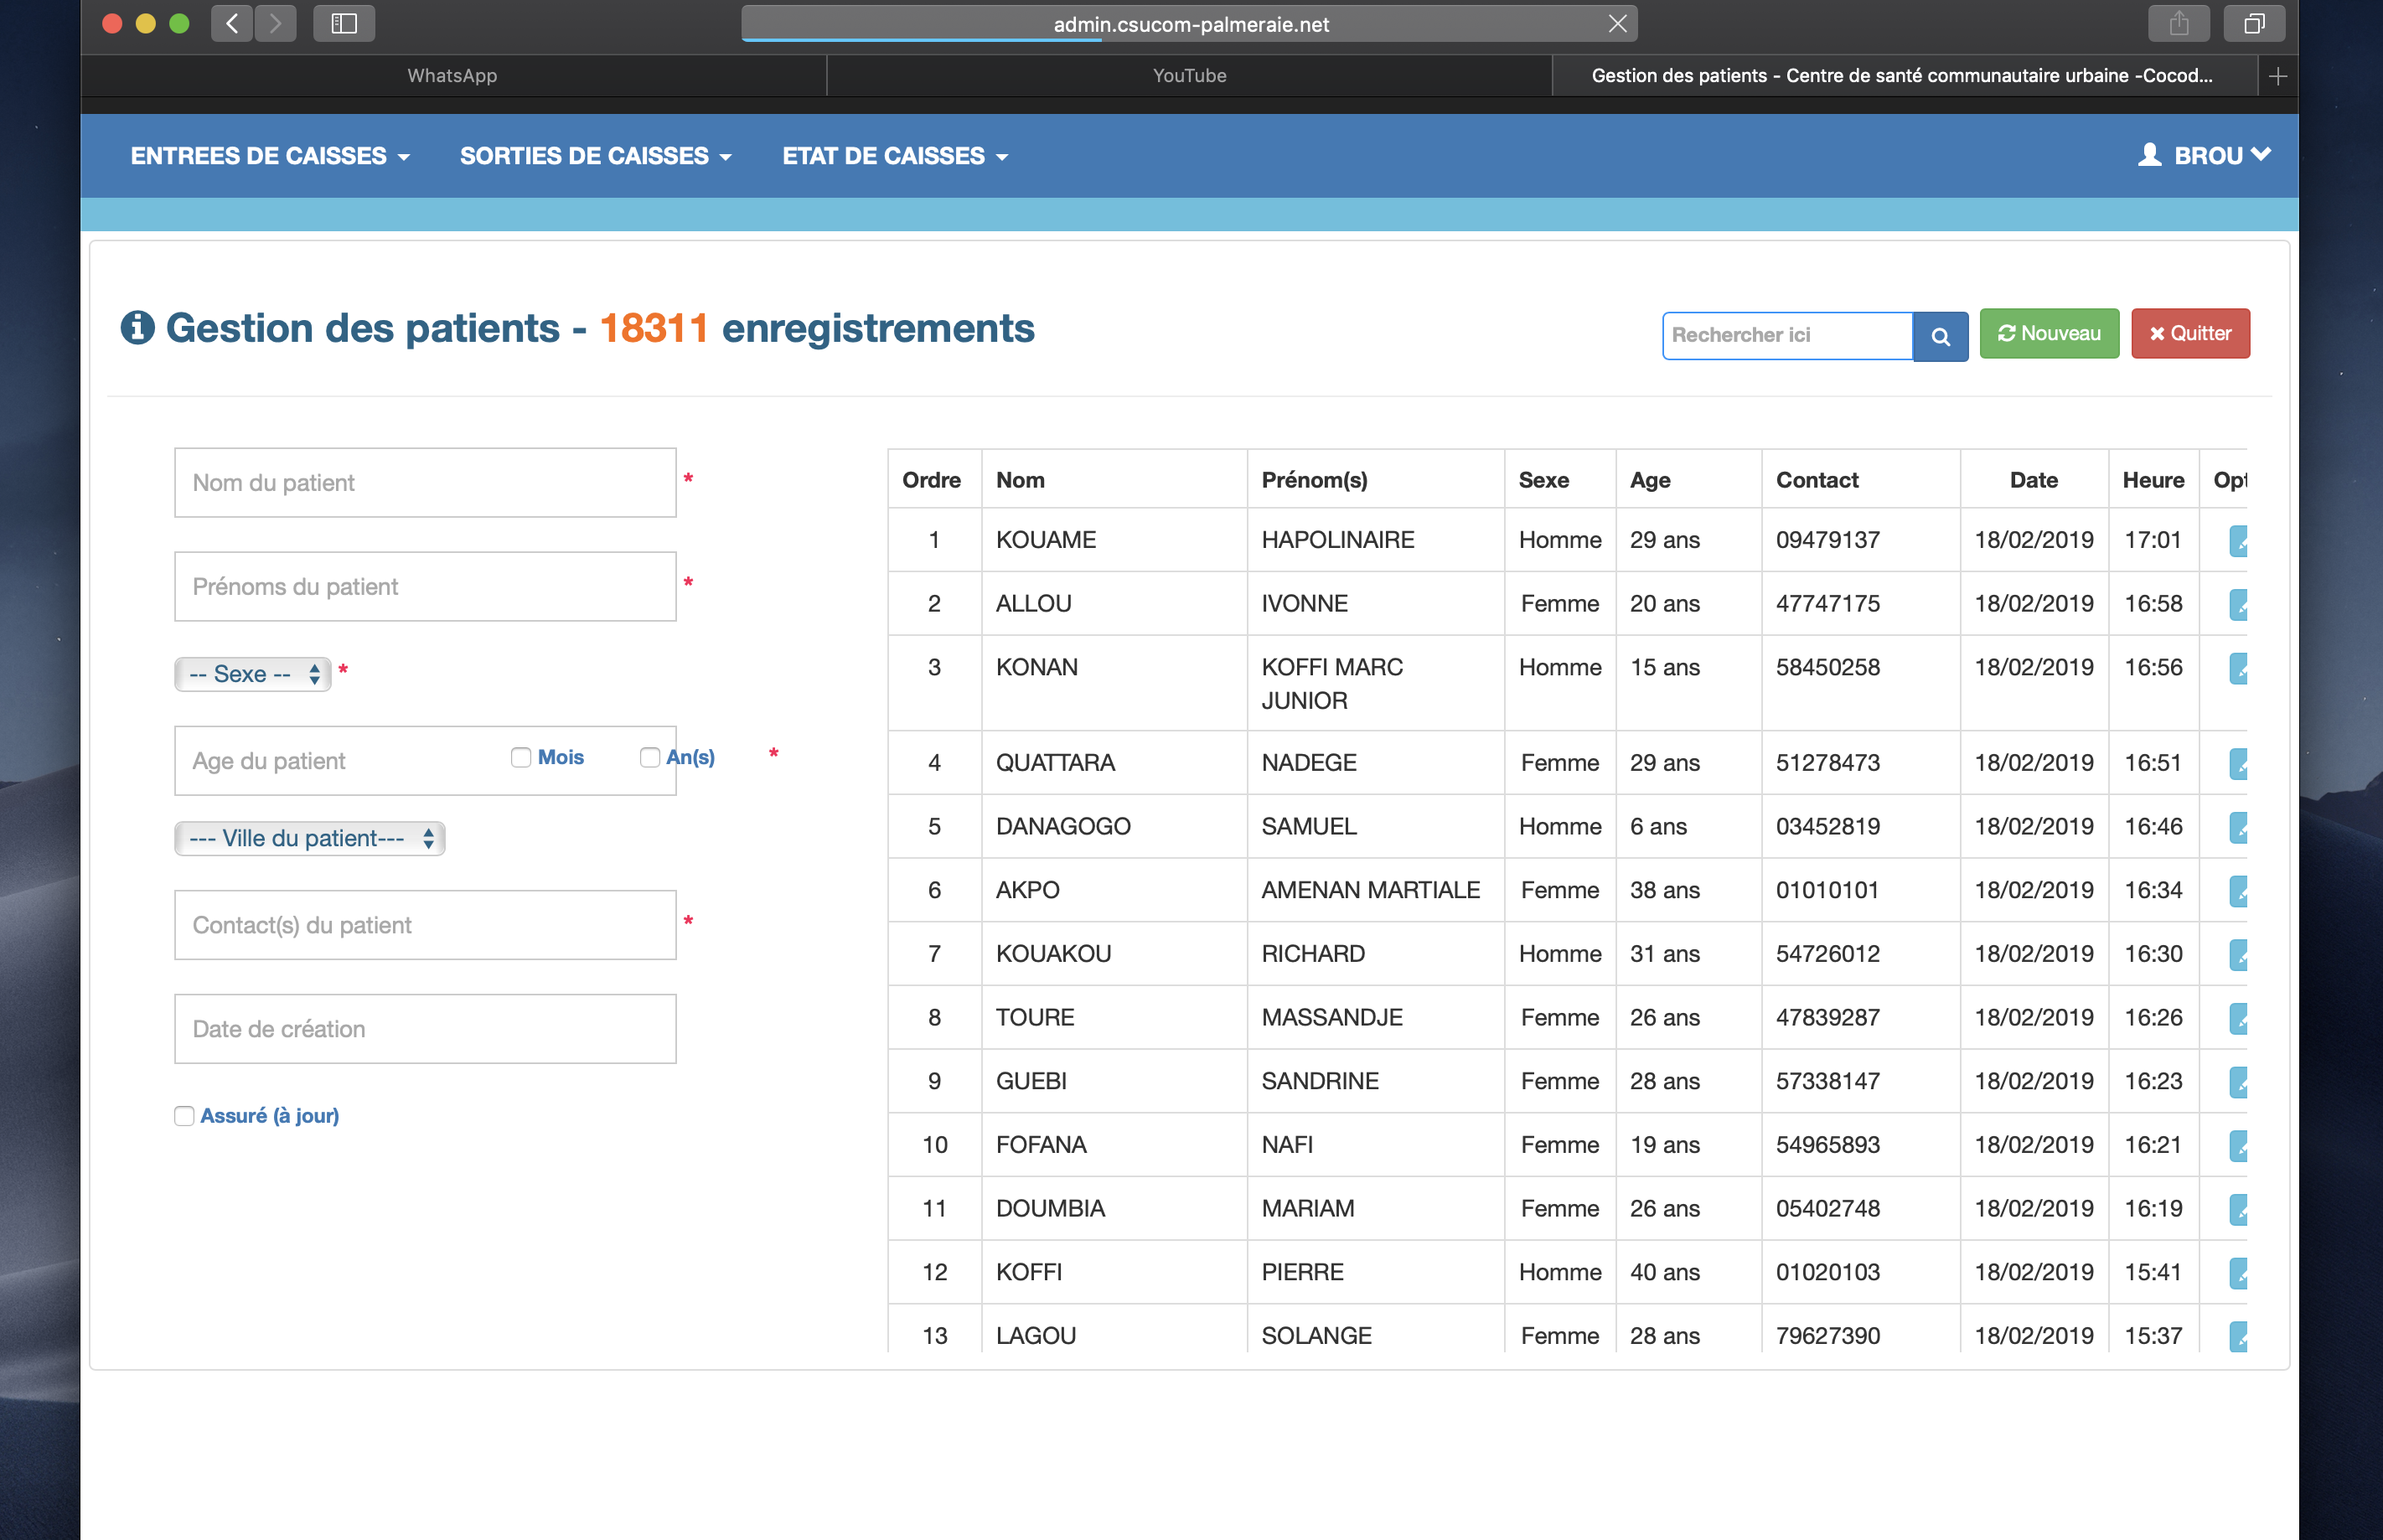 admin.csucom-palmeraie.net
WhatsApp
YouTube
Gestion des patients - Centre de santé communautaire urbaine -Cocod...
ENTREES DE CAISSES
SORTIES DE CAISSES
ETAT DE CAISSES
BROU
Gestion des patients - 18311 enregistrements
Rechercher ici
Nouveau
Quitter
Nom du patient *
Prénoms du patient *
-- Sexe -- *
Age du patient Mois An(s) *
--- Ville du patient---
Contact(s) du patient *
Date de création
Assuré (à jour)
Ordre Nom Prénom(s) Sexe Age Contact Date Heure Opt
1 KOUAME HAPOLINAIRE Homme 29 ans 09479137 18/02/2019 17:01
2 ALLOU IVONNE Femme 20 ans 47747175 18/02/2019 16:58
3 KONAN KOFFI MARC Homme 15 ans 58450258 18/02/2019 16:56
JUNIOR
4 QUATTARA NADEGE Femme 29 ans 51278473 18/02/2019 16:51
5 DANAGOGO SAMUEL Homme 6 ans 03452819 18/02/2019 16:46
6 AKPO AMENAN MARTIALE Femme 38 ans 01010101 18/02/2019 16:34
7 KOUAKOU RICHARD Homme 31 ans 54726012 18/02/2019 16:30
8 TOURE MASSANDJE Femme 26 ans 47839287 18/02/2019 16:26
9 GUEBI SANDRINE Femme 28 ans 57338147 18/02/2019 16:23
10 FOFANA NAFI Femme 19 ans 54965893 18/02/2019 16:21
11 DOUMBIA MARIAM Femme 26 ans 05402748 18/02/2019 16:19
12 KOFFI PIERRE Homme 40 ans 01020103 18/02/2019 15:41
13 LAGOU SOLANGE Femme 28 ans 79627390 18/02/2019 15:37